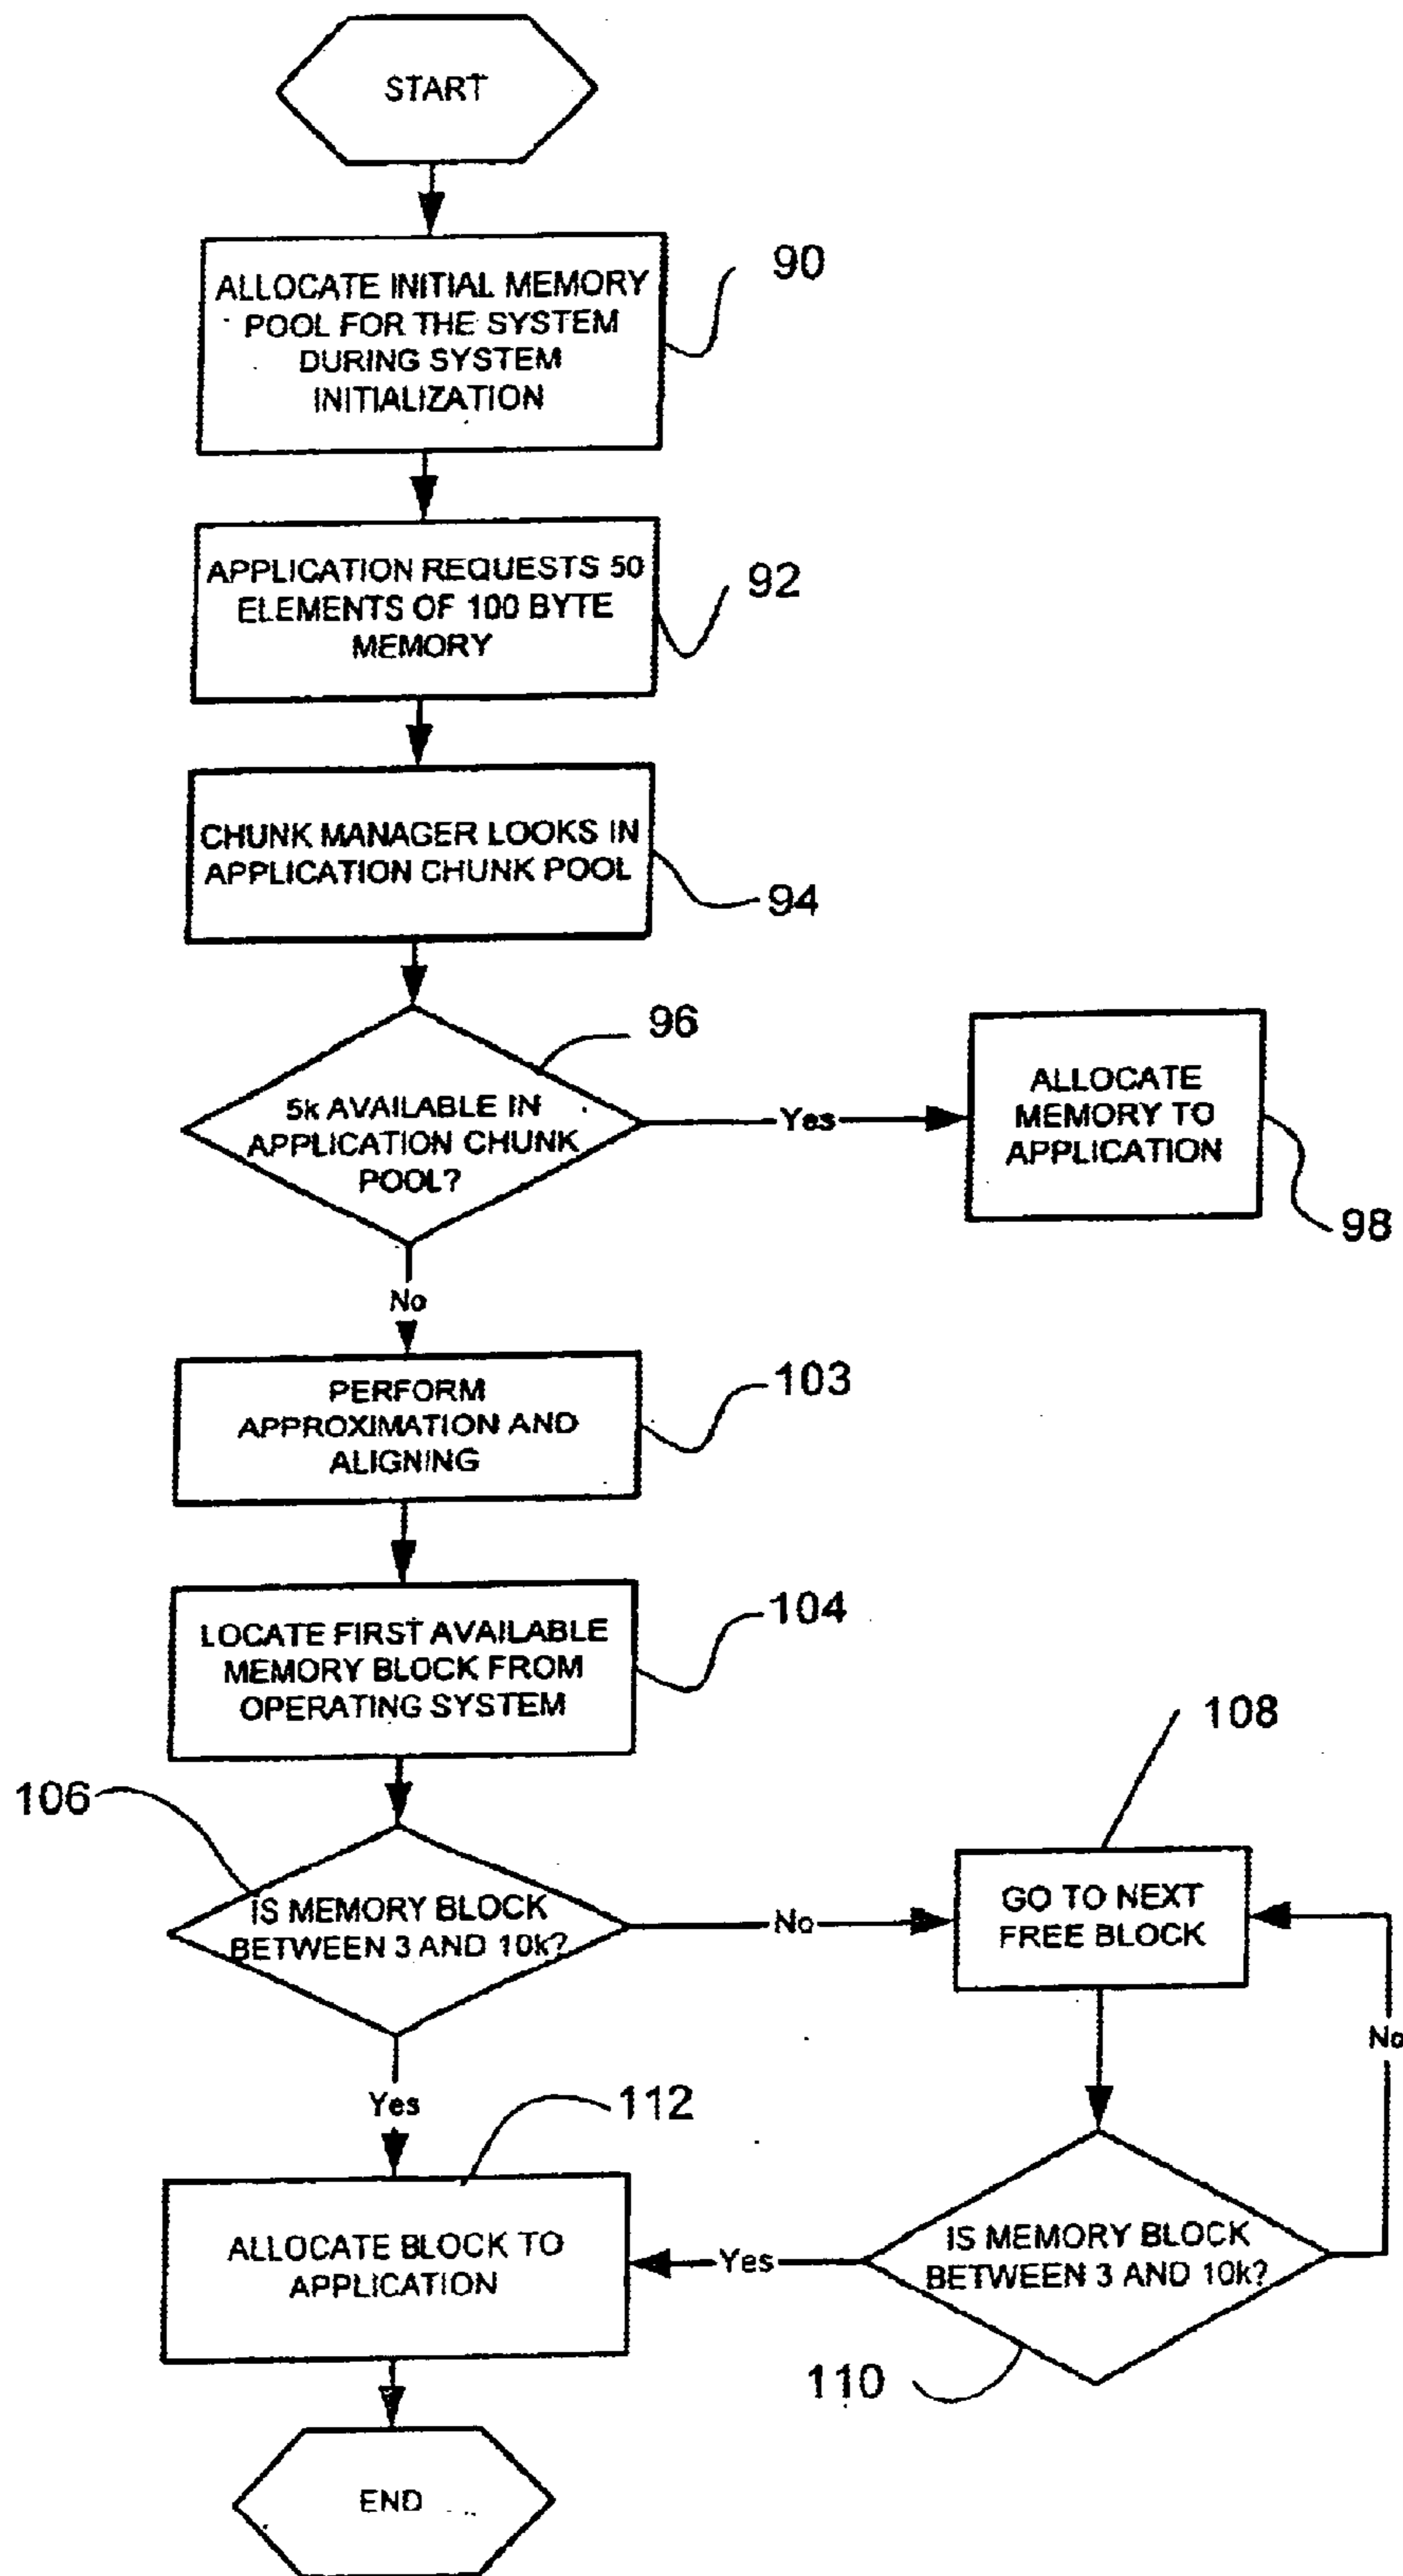 START
ALLOCATE INITIAL MEMORY
POOL FOR THE SYSTEM
DURING SYSTEM
INITIALIZATION
90
APPLICATION REQUESTS 50
ELEMENTS OF 100 BYTE
MEMORY
92
CHUNK MANAGER LOOKS IN
APPLICATION CHUNK POOL
94
96
5k AVAILABLE IN
APPLICATION CHUNK
POOL?
Yes
ALLOCATE
MEMORY TO
APPLICATION
98
No
PERFORM
APPROXIMATION AND
ALIGNING
103
LOCATE FIRST AVAILABLE
MEMORY BLOCK FROM
OPERATING SYSTEM
104
106
IS MEMORY BLOCK
BETWEEN 3 AND 10k?
No
108
GO TO NEXT
FREE BLOCK
No
Yes
112
ALLOCATE BLOCK TO
APPLICATION
Yes
IS MEMORY BLOCK
BETWEEN 3 AND 10k?
110
END